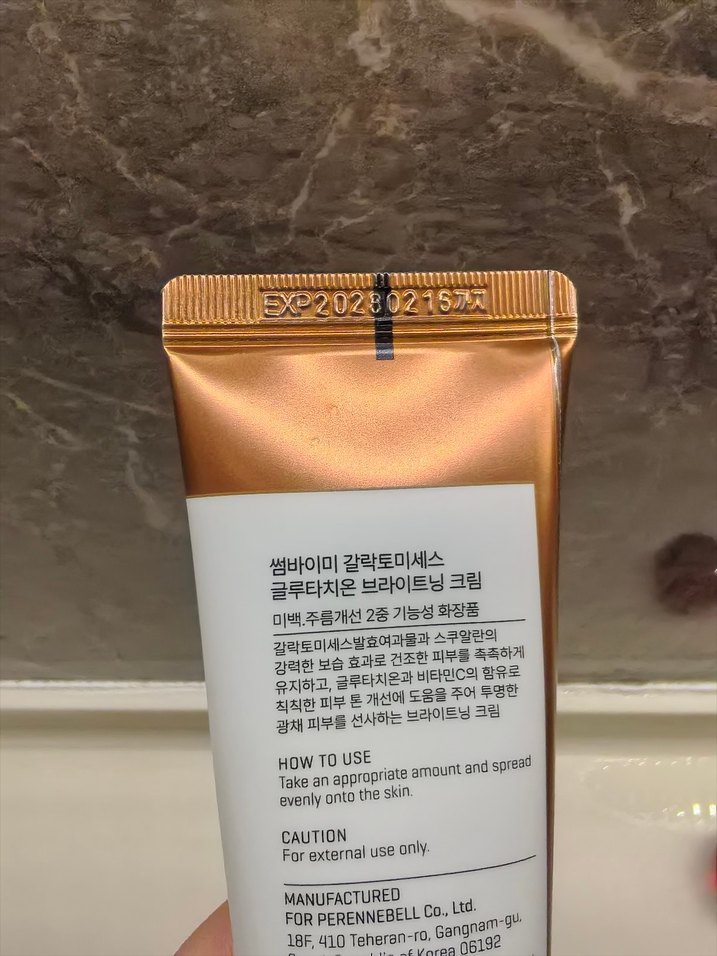 EXP 20280216까지
썸바이미 갈락토미세스
글루타치온 브라이트닝 크림
미백.주름개선 2중 기능성 화장품
갈락토미세스발효여과물과 스쿠알란의
강력한 보습 효과로 건조한 피부를 촉촉하게
유지하고, 글루타치온과 비타민C의 함유로
칙칙한 피부 톤 개선에 도움을 주어 투명한
광채 피부를 선사하는 브라이트닝 크림
HOW TO USE
Take an appropriate amount and spread
evenly onto the skin.
CAUTION
For external use only.
MANUFACTURED
FOR PERENNEBELL Co., Ltd.
18F, 410 Teheran-ro, Gangnam-gu,
Republic of Korea 06192